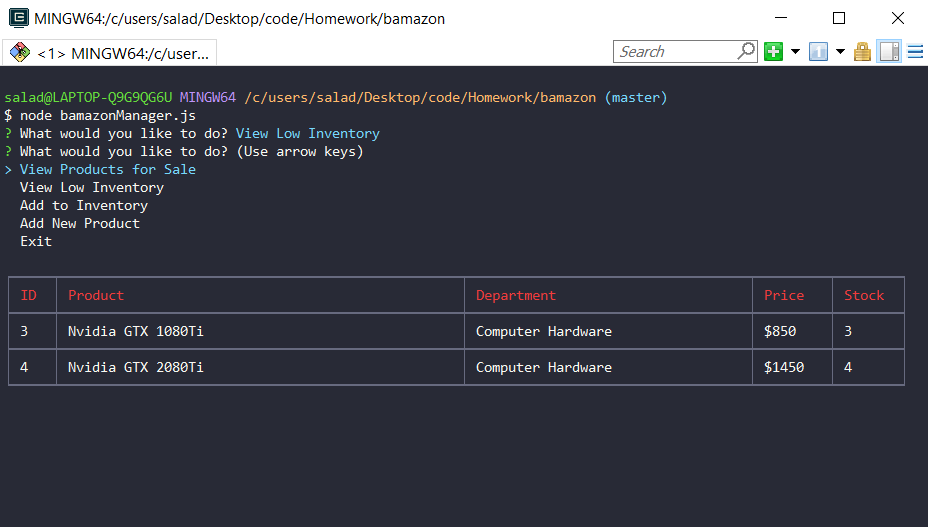 MINGW64:/c/users/salad/Desktop/code/Homework/bamazon
<1> MINGW64:/c/user...
Search
salad@LAPTOP-Q9G9QG6U MINGW64 /c/users/salad/Desktop/code/Homework/bamazon (master)
$ node bamazonManager.js
? What would you like to do? View Low Inventory
? What would you like to do? (Use arrow keys)
> View Products for Sale
View Low Inventory
Add to Inventory
Add New Product
Exit
ID Product Department Price Stock
3 Nvidia GTX 1080Ti Computer Hardware $850 3
4 Nvidia GTX 2080Ti Computer Hardware $1450 4